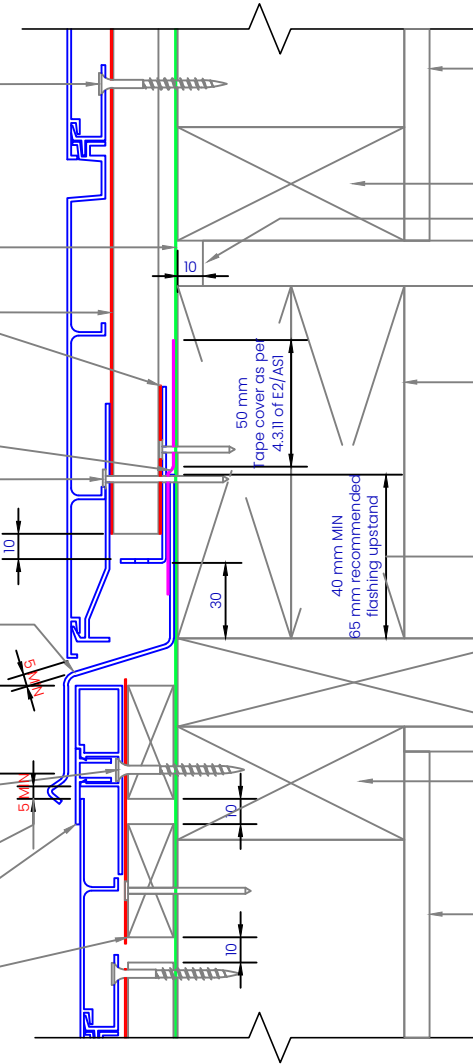 10
50 mm
Tape cover as per
4.3.11 of E2/AS1
10
40 mm MIN
65 mm recommended
flashing upstand
30
5 MIN
5 MIN
10
10